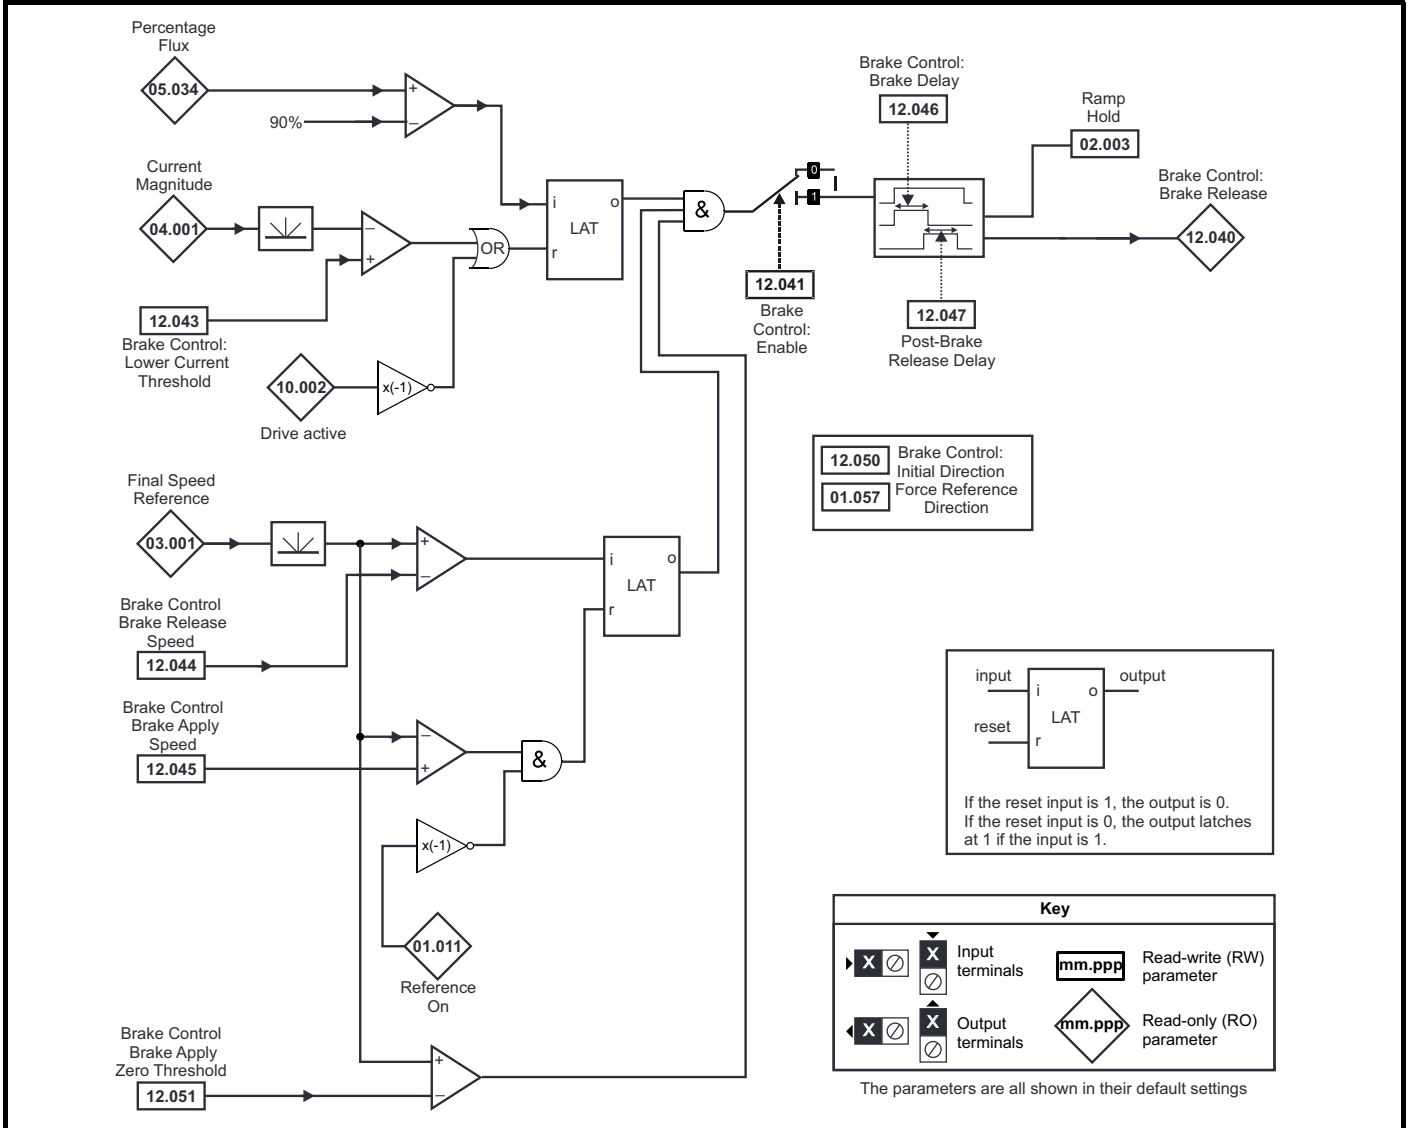 Percentage
Flux
05.034
+
90%
−
Current
Magnitude
04.001
−
+
12.043
Brake Control:
Lower Current
Threshold
OR
10.002
x(-1)
Drive active
i
o
LAT
r
&
0
1
12.041
Brake
Control:
Enable
Brake Control:
Brake Delay
12.046
12.047
Post-Brake
Release Delay
Ramp
Hold
02.003
Brake Control:
Brake Release
12.040
12.050
Brake Control:
Initial Direction
01.057
Force Reference
Direction
Final Speed
Reference
03.001
+
−
Brake Control
Brake Release
Speed
12.044
i
o
LAT
r
Brake Control
Brake Apply
Speed
12.045
−
+
&
x(-1)
01.011
Reference
On
Brake Control
Brake Apply
Zero Threshold
12.051
+
−
input
i
o
output
LAT
reset
r
If the reset input is 1, the output is 0.
If the reset input is 0, the output latches
at 1 if the input is 1.
Key
X
X
Input
terminals
mm.ppp
Read-write (RW)
parameter
X
X
Output
terminals
mm.ppp
Read-only (RO)
parameter
The parameters are all shown in their default settings